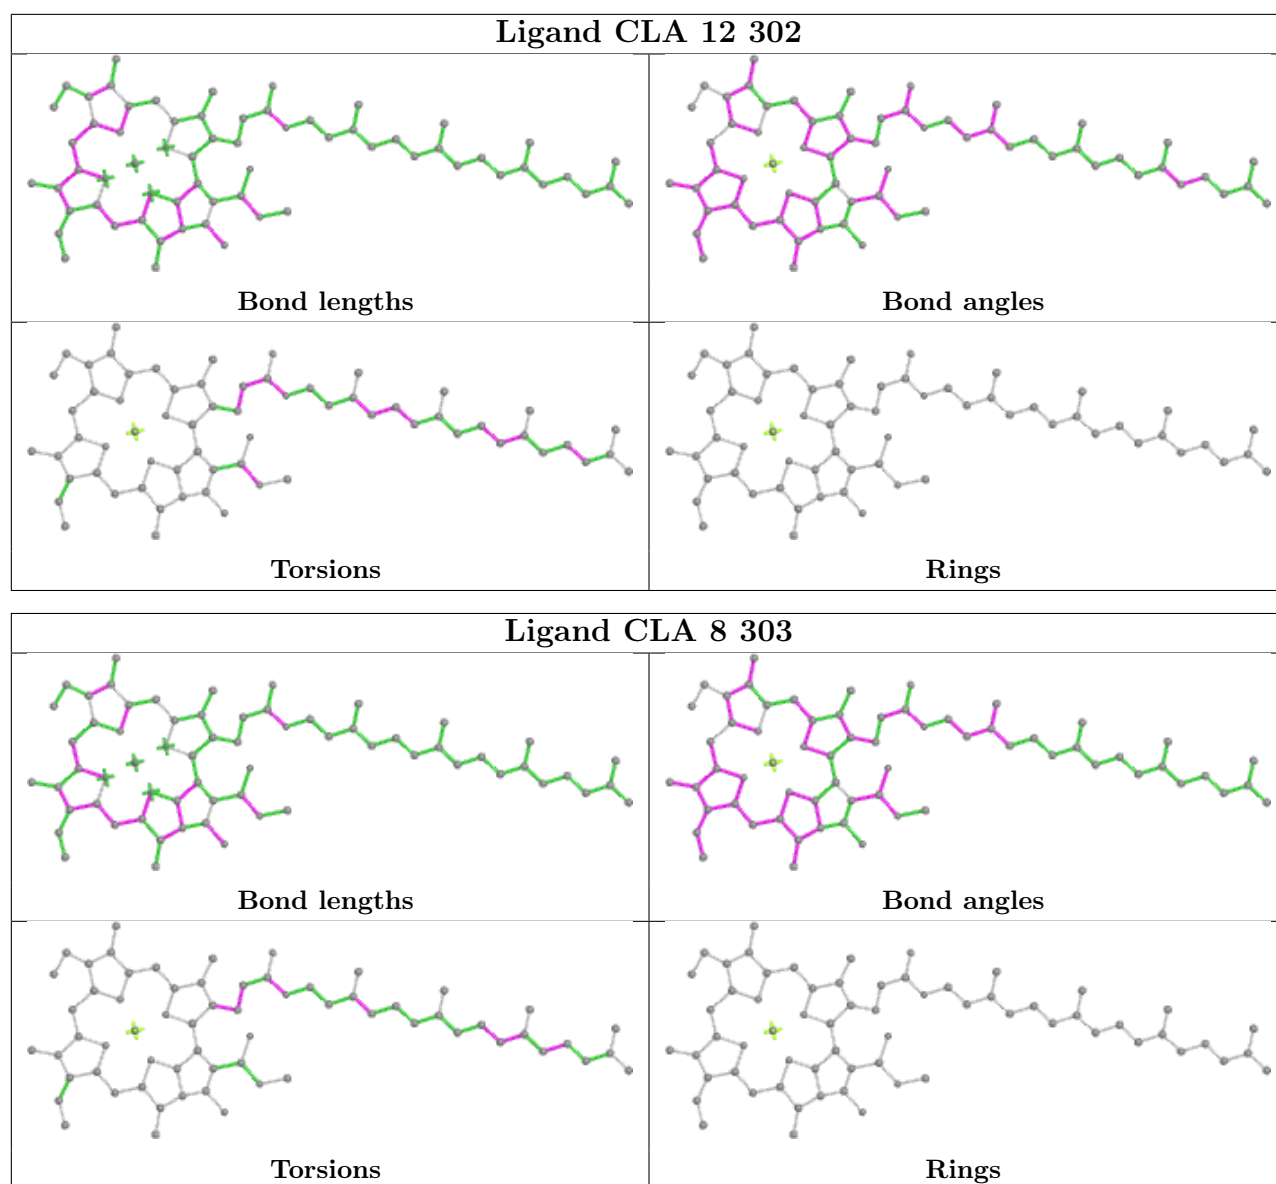 Ligand CLA 12 302
Bond lengths
Bond angles
Torsions
Rings
Ligand CLA 8 303
Bond lengths
Bond angles
Torsions
Rings